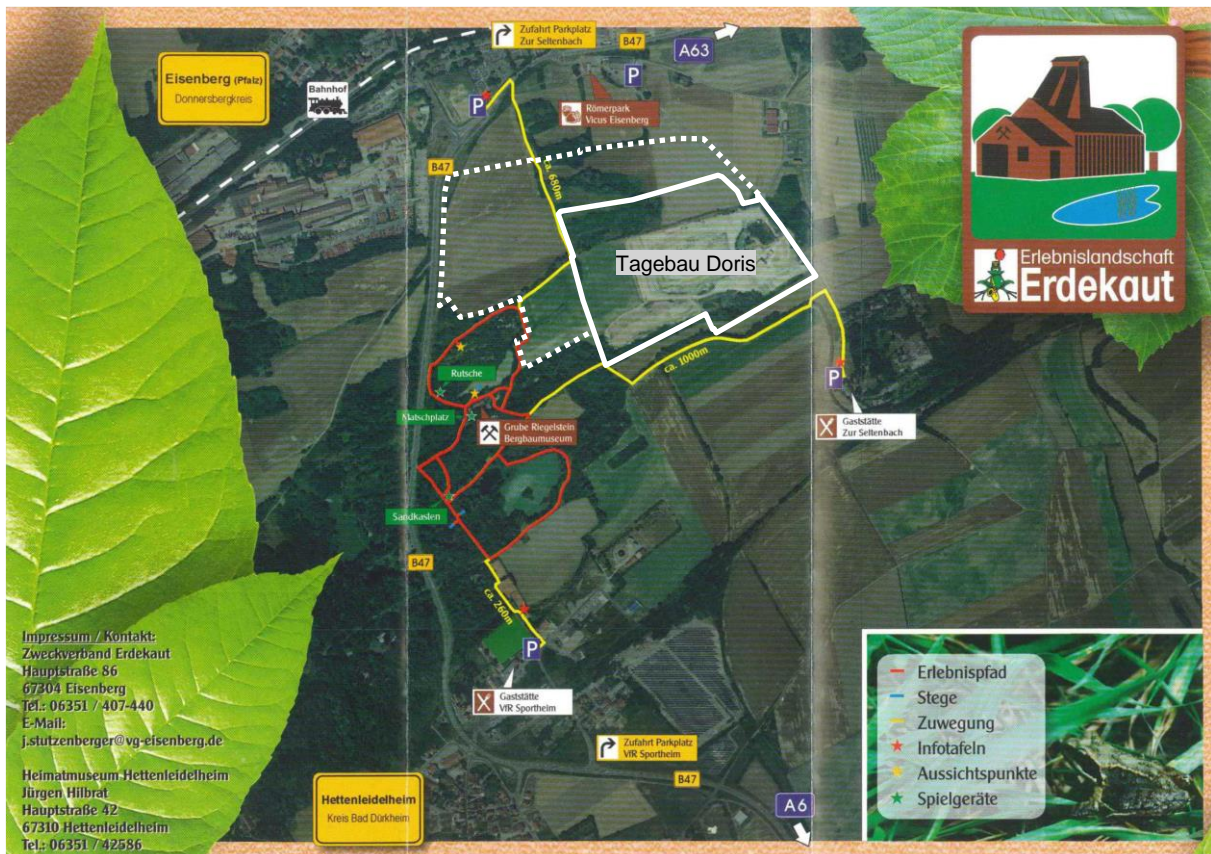 Zufahrt Parkplatz
Zur Seltenbach
B47
A63
Eisenberg (Pfalz)
Donnersbergkreis
Bahnhof
P
P
Römerpark
Vicus Eisenberg
B47
ca. 680m
Tagebau Doris
Erlebnislandschaft
Erdekaut
ca. 1000m
P
Rutsche
Matschplatz
Grube Riegelstein
Bergbaumuseum
Gaststätte
Zur Seltenbach
Sandkasten
B47
ca. 260m
P
Gaststätte
VfR Sportheim
Zufahrt Parkplatz
VfR Sportheim
B47
A6
Hettenleidelheim
Kreis Bad Dürkheim
Impressum / Kontakt:
Zweckverband Erdekaut
Hauptstraße 86
67304 Eisenberg
Tel.: 06351 / 407-440
E-Mail:
j.stutzenberger@vg-eisenberg.de
Heimatmuseum Hettenleidelheim
Jürgen Hilbrat
Hauptstraße 42
67310 Hettenleidelheim
Tel.: 06351 / 42586
Erlebnispfad
Stege
Zuwegung
Infotafeln
Aussichtspunkte
Spielgeräte